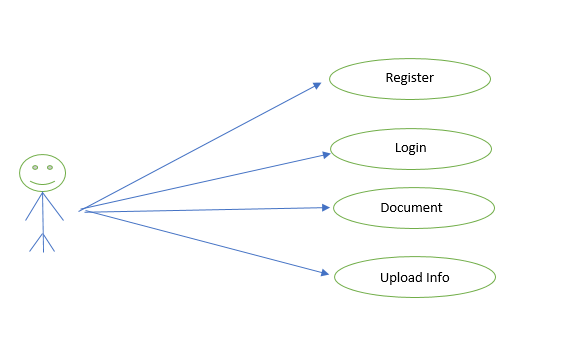 Register
Login
Document
Upload Info